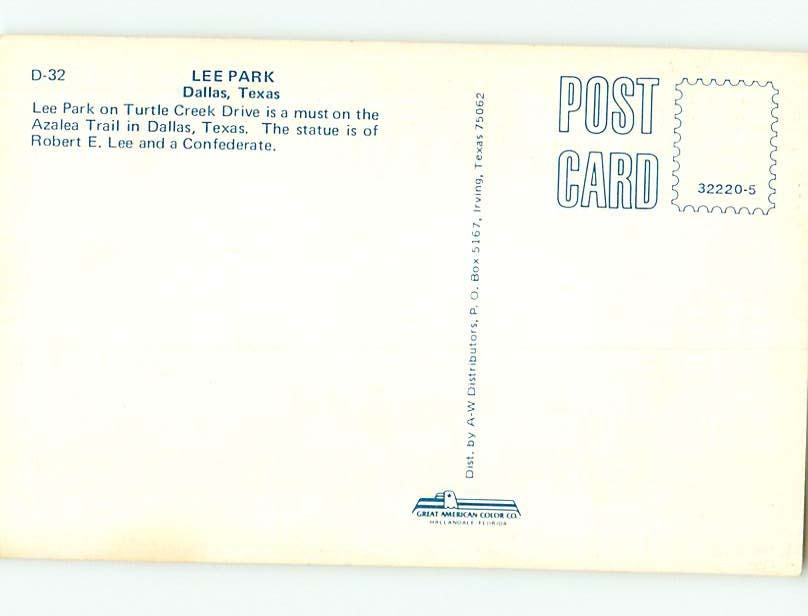 D-32
LEE PARK
Dallas, Texas
Lee Park on Turtle Creek Drive is a must on the
Azalea Trail in Dallas, Texas. The statue is of
Robert E. Lee and a Confederate.
Dist. by A-W Distributors, P. O. Box 5167, Irving, Texas 75062
POST
CARD
32220-5
GREAT AMERICAN COLOR CO.
HALLANDALE FLORIDA